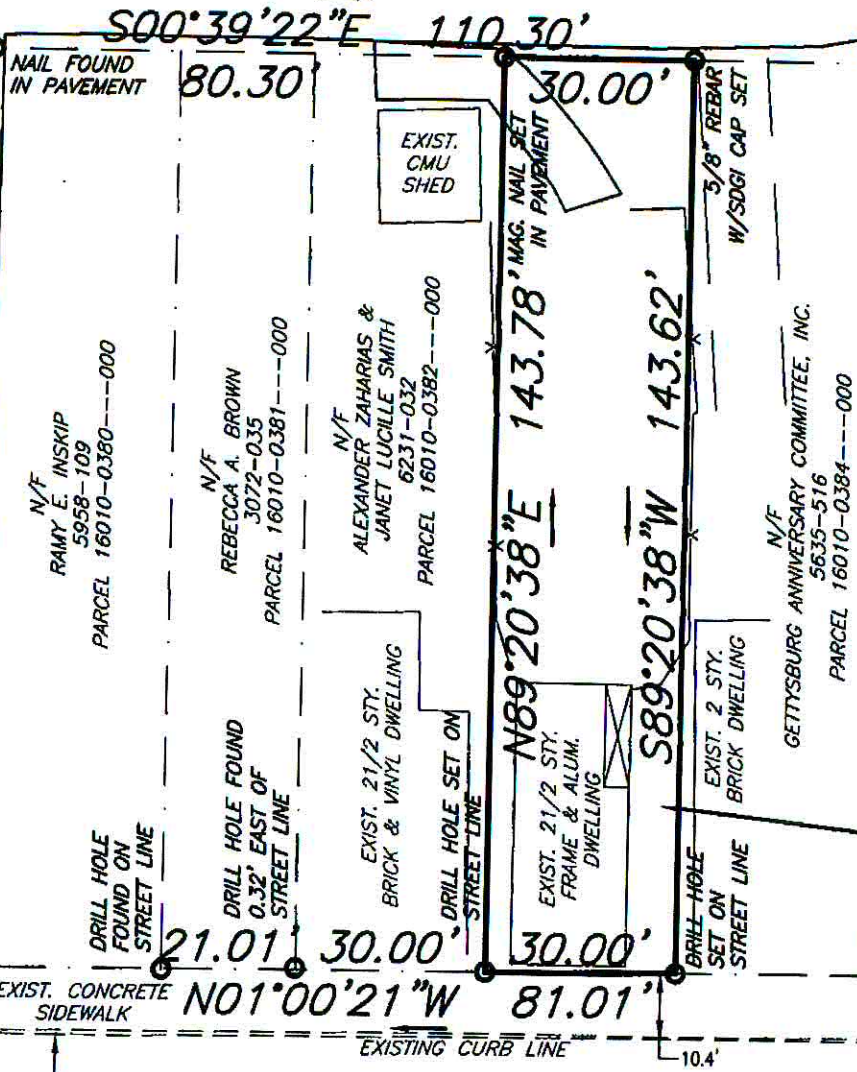 S00°39'22"E 110.30'
NAIL FOUND
IN PAVEMENT
80.30'
30.00'
EXIST.
CMU
SHED
MAG. NAIL SET
IN PAVEMENT
5/8" REBAR
W/SDGI CAP SET
N/F
RAMY E. INSKIP
5958-109
PARCEL 16010-0380---000
N/F
REBECCA A. BROWN
3072-035
PARCEL 16010-0381---000
N/F
ALEXANDER ZAHARIAS &
JANET LUCILLE SMITH
6231-032
PARCEL 16010-0382---000
N89°20'38"E 143.78'
S89°20'38"W 143.62'
N/F
GETTYSBURG ANNIVERSARY COMMITTEE, INC.
5635-516
PARCEL 16010-0384---000
DRILL HOLE
FOUND ON
STREET LINE
DRILL HOLE FOUND
0.32' EAST OF
STREET LINE
EXIST. 21/2 STY.
BRICK & VINYL DWELLING
DRILL HOLE SET ON
STREET LINE
EXIST. 21/2 STY.
FRAME & ALUM.
DWELLING
EXIST. 2 STY.
BRICK DWELLING
DRILL HOLE
SET ON
STREET LINE
21.01' 30.00' 30.00'
EXIST. CONCRETE
SIDEWALK
N01°00'21"W 81.01'
EXISTING CURB LINE
10.4'